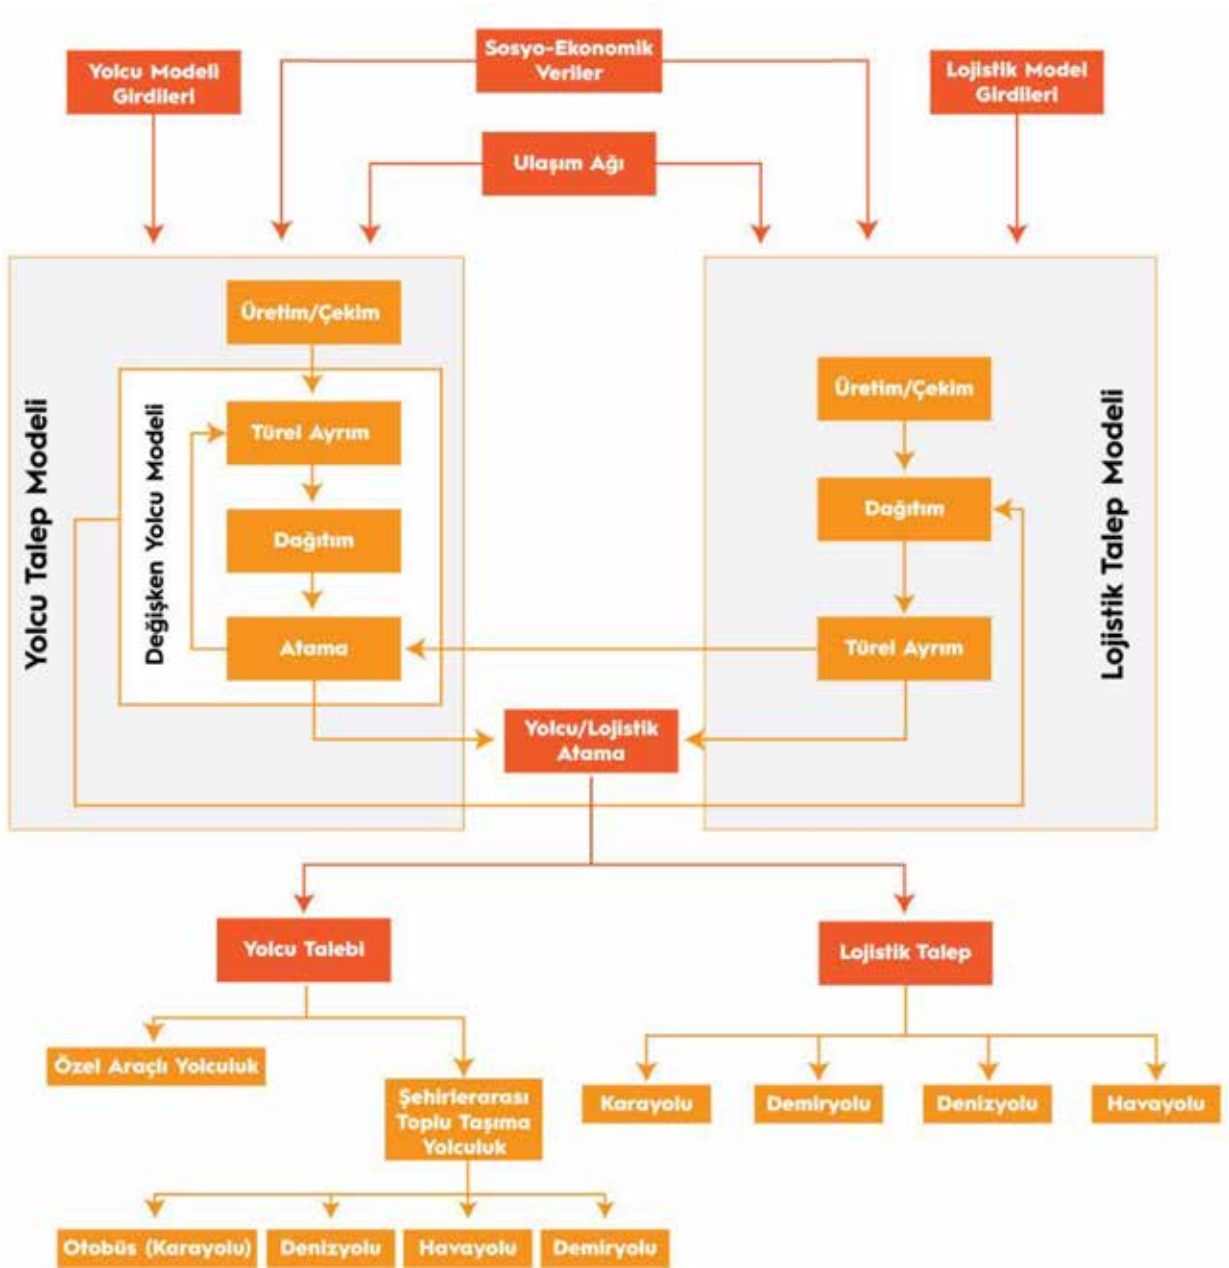 Sosyo-Ekonomik
Veriler
Yolcu Modeli
Girdileri
Lojistik Model
Girdileri
Ulaşım Ağı
Yolcu Talep Modeli
Değişken Yolcu Modeli
Üretim/Çekim
Türel Ayrım
Dağıtım
Atama
Üretim/Çekim
Dağıtım
Türel Ayrım
Lojistik Talep Modeli
Yolcu/Lojistik
Atama
Yolcu Talebi
Lojistik Talep
Özel Araçlı Yolculuk
Şehirlerarası
Toplu Taşıma
Yolculuk
Karayolu
Demiryolu
Denizyolu
Havayolu
Otobüs (Karayolu)
Denizyolu
Havayolu
Demiryolu